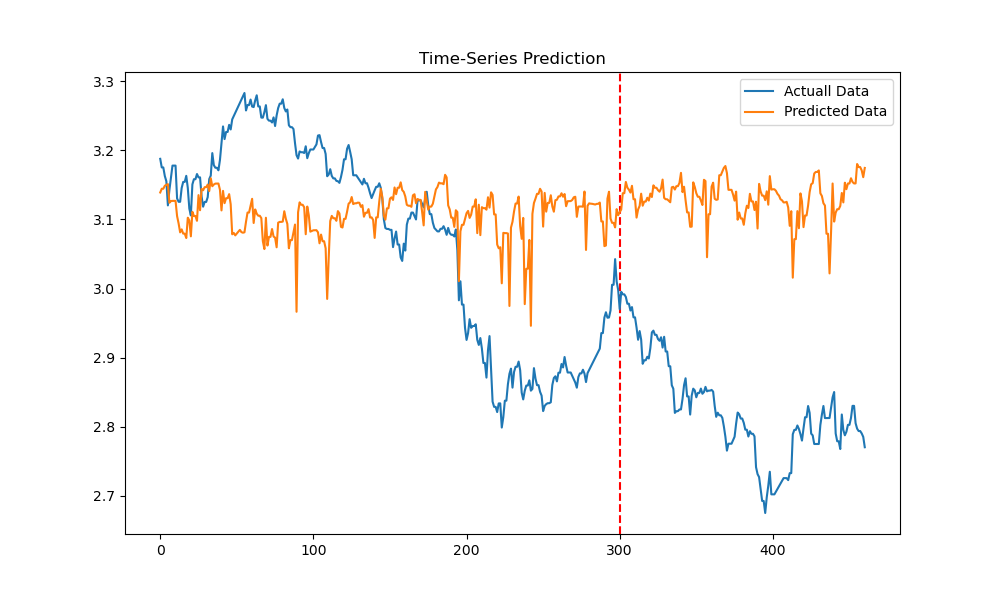 Time-Series Prediction
Actuall Data
Predicted Data
3.3
3.2
3.1
3.0
2.9
2.8
2.7
0 100 200 300 400